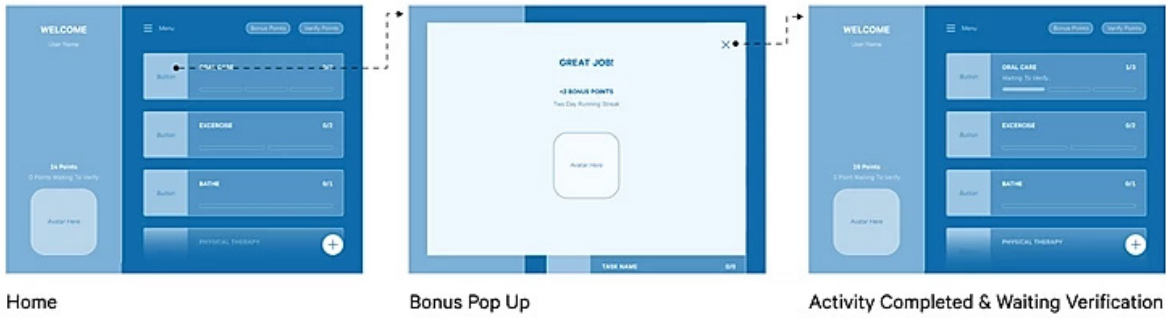 WELCOME
User Name
Menu
Bonus Points
Verify Points
Button
ORAL CARE
0/3
Button
EXCERCISE
0/2
Button
BATHE
0/1
PHYSICAL THERAPY
24 Points
0 Points Waiting To Verify
Avatar Here
Home
GREAT JOB!
+2 BONUS POINTS
Two Day Running Streak
Avatar Here
TASK NAME
0/0
Bonus Pop Up
WELCOME
User Name
Menu
Bonus Points
Verify Points
Button
ORAL CARE
1/3
Waiting To Verify
Button
EXCERCISE
0/2
Button
BATHE
0/1
Button
PHYSICAL THERAPY
Points
Point Waiting To Verify
Avatar Here
Activity Completed & Waiting Verification